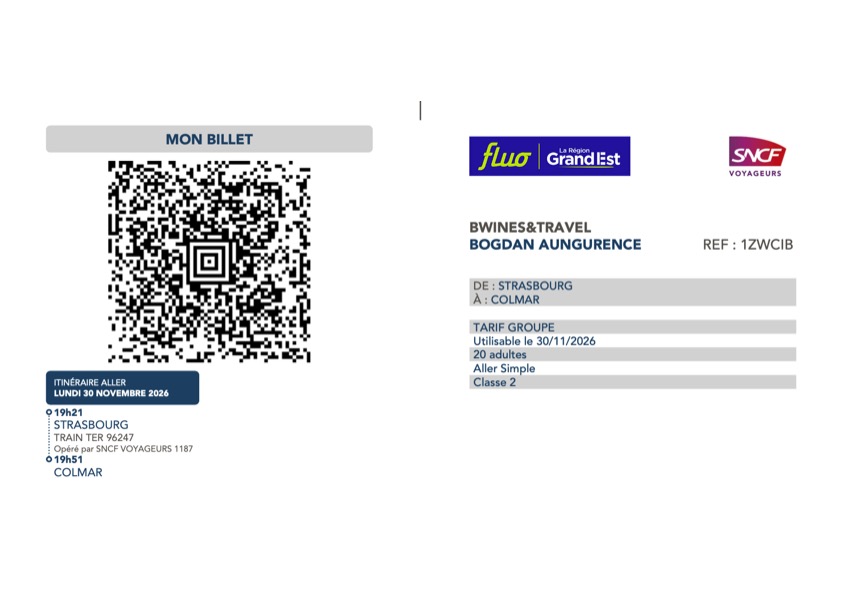 MON BILLET
ITINÉRAIRE ALLER
LUNDI 30 NOVEMBRE 2026
19h21
STRASBOURG
TRAIN TER 96247
Opéré par SNCF VOYAGEURS 1187
19h51
COLMAR
fluo
La Région
GrandEst
SNCF
VOYAGEURS
BWINES&TRAVEL
BOGDAN AUNGURENCE
REF : 1ZWCIB
DE : STRASBOURG
À : COLMAR
TARIF GROUPE
Utilisable le 30/11/2026
20 adultes
Aller Simple
Classe 2